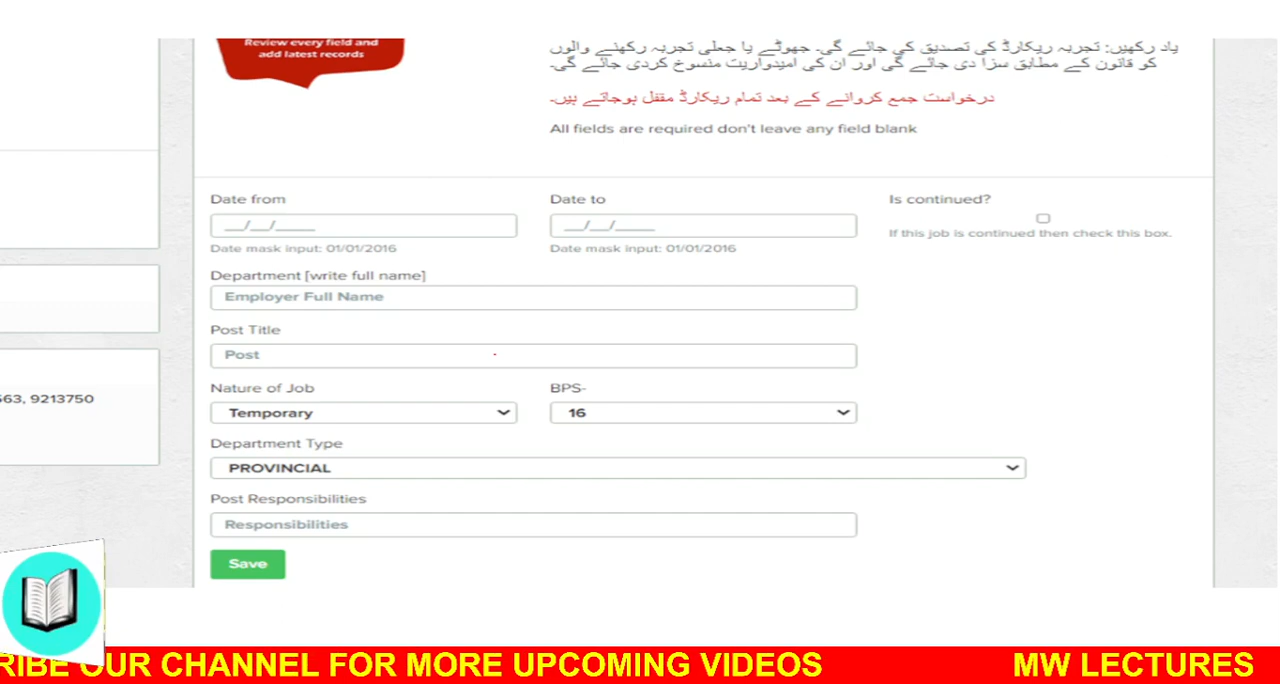 Review every field and
add latest records
یاد رکھیں: تجربہ ریکارڈ کی تصدیق کی جائے گی۔ جھوٹے یا جعلی تجربہ رکھنے والوں
کو قانون کے مطابق سزا دی جائے گی اور ان کی امیدواریت منسوخ کردی جائے گی۔
درخواست جمع کروانے کے بعد تمام ریکارڈ مقفل ہوجاتے ہیں۔
All fields are required don't leave any field blank
Date from
Date to
Is continued?
__/__/____
__/__/____
Date mask input: 01/01/2016
Date mask input: 01/01/2016
If this job is continued then check this box.
Department [write full name]
Employer Full Name
Post Title
Post
Nature of Job
BPS-
Temporary
16
563, 9213750
Department Type
PROVINCIAL
Post Responsibilities
Responsibilities
Save
RIBE OUR CHANNEL FOR MORE UPCOMING VIDEOS
MW LECTURES